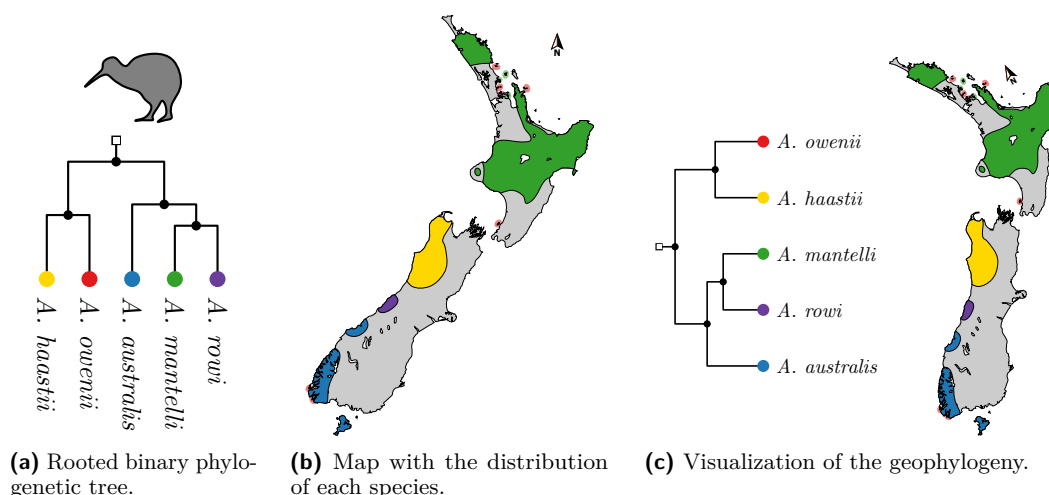 N
N
A. haastii
A. owenii
A. australis
A. mantelli
A. rowi
A. owenii
A. haastii
A. mantelli
A. rowi
A. australis
(a) Rooted binary phylo-
genetic tree.
(b) Map with the distribution
of each species.
(c) Visualization of the geophylogeny.